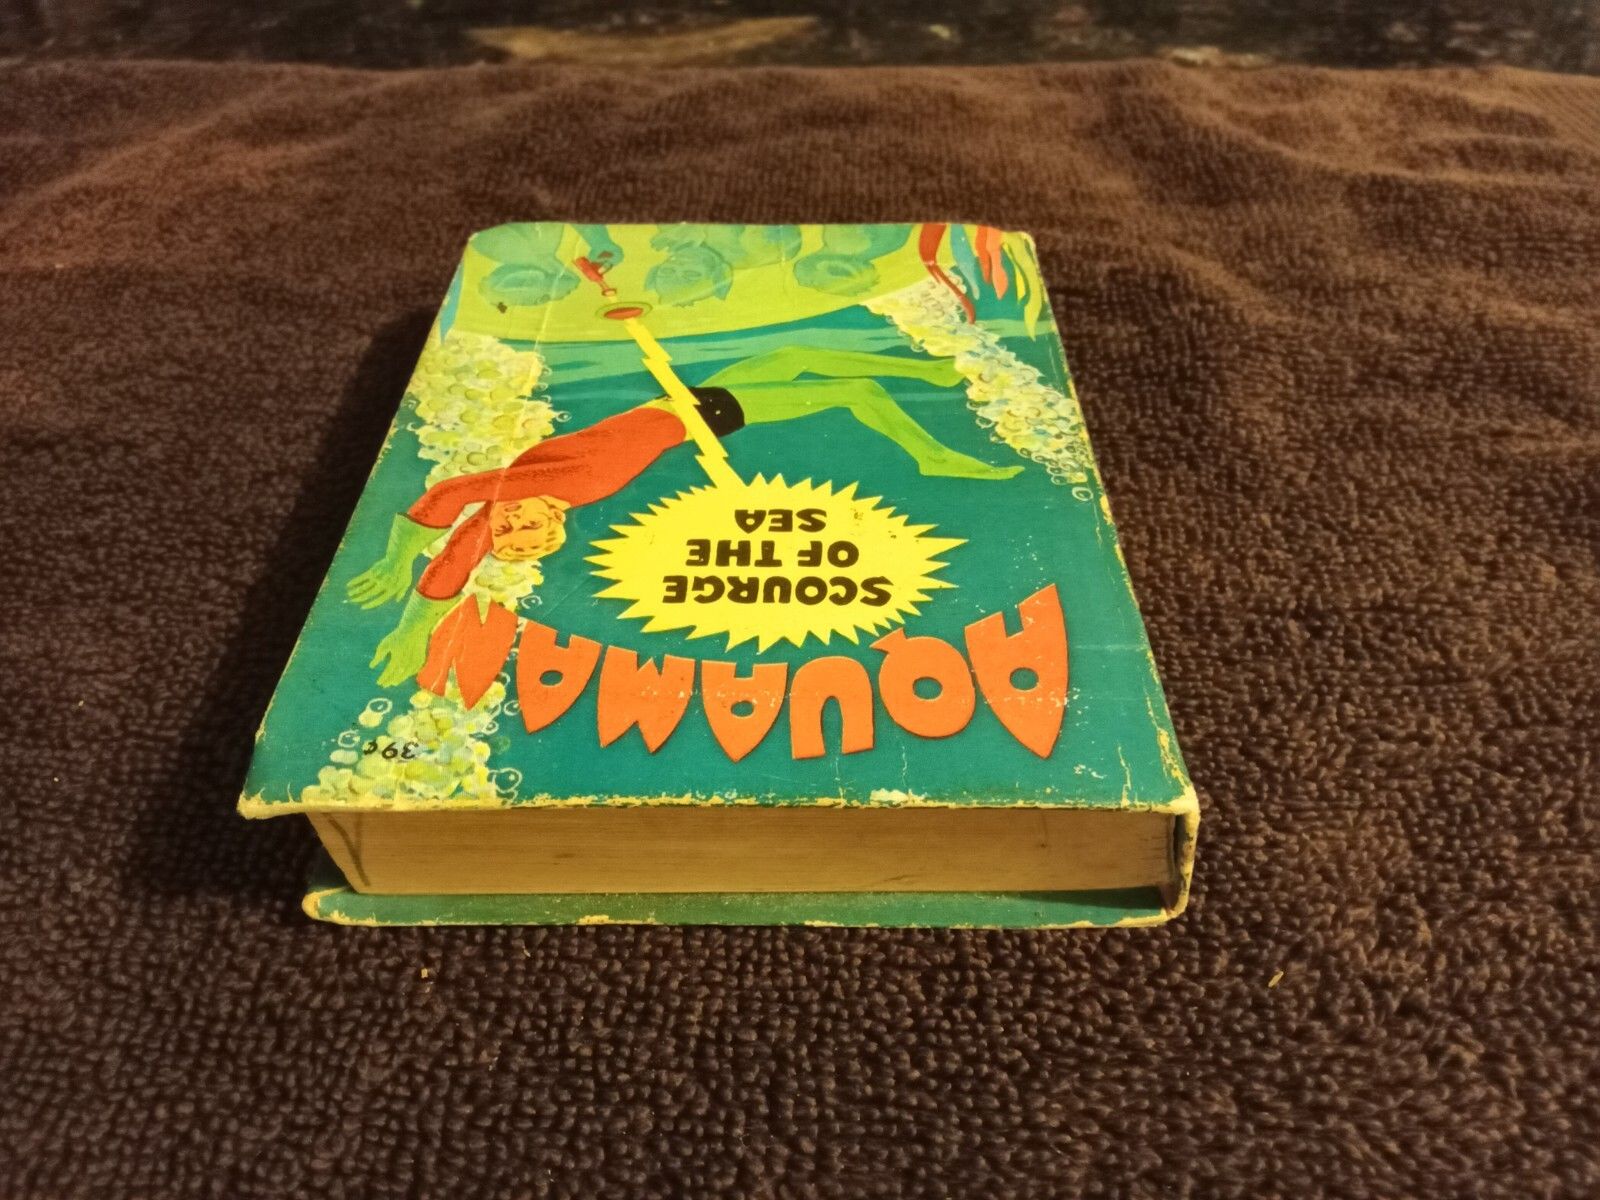 39¢
AQUAMAN
SCOURGE
OF THE
SEA